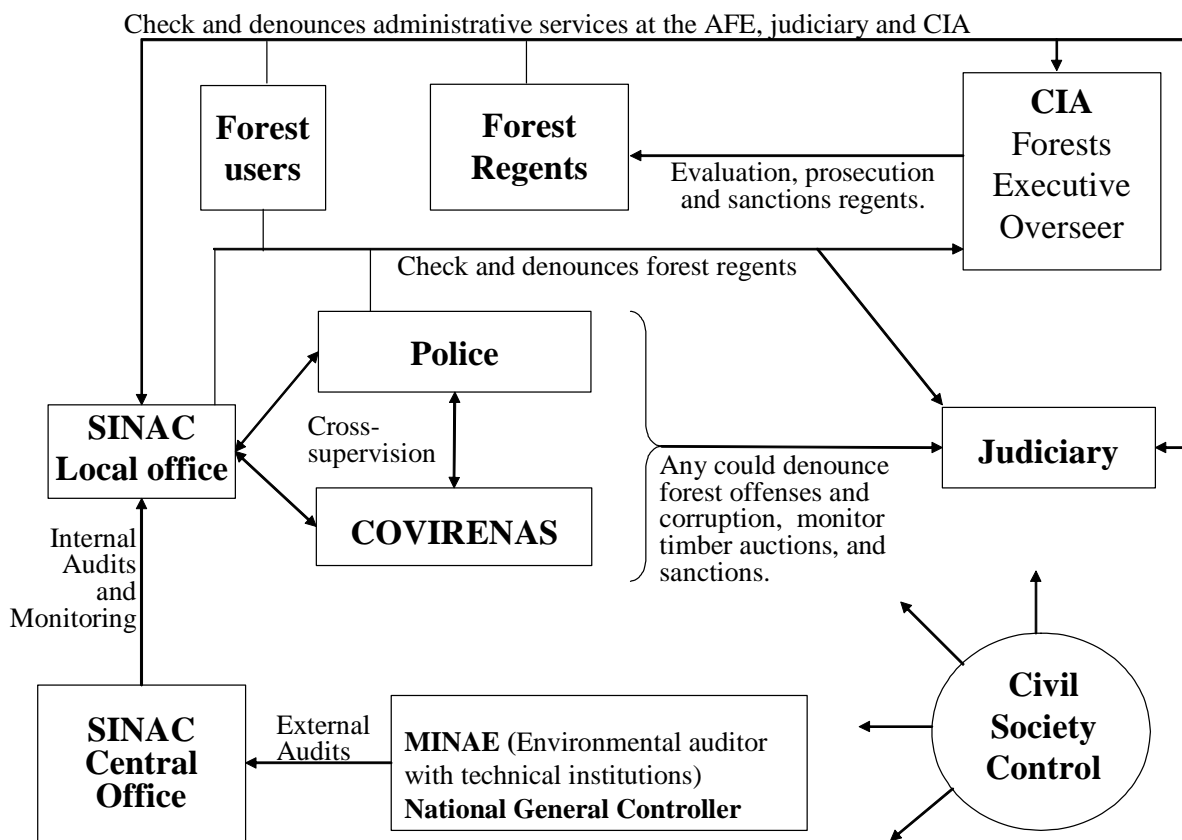 Check and denounces administrative services at the AFE, judiciary and CIA
Forest
users
Forest
Regents
CIA
Forests
Executive
Overseer
Evaluation, prosecution
and sanctions regents.
Check and denounces forest regents
Police
SINAC
Local office
Cross-
supervision
COVIRENAS
Any could denounce
forest offenses and
corruption, monitor
timber auctions, and
sanctions.
Judiciary
Internal
Audits
and
Monitoring
SINAC
Central
Office
External
Audits
MINAE (Environmental auditor
with technical institutions)
National General Controller
Civil
Society
Control